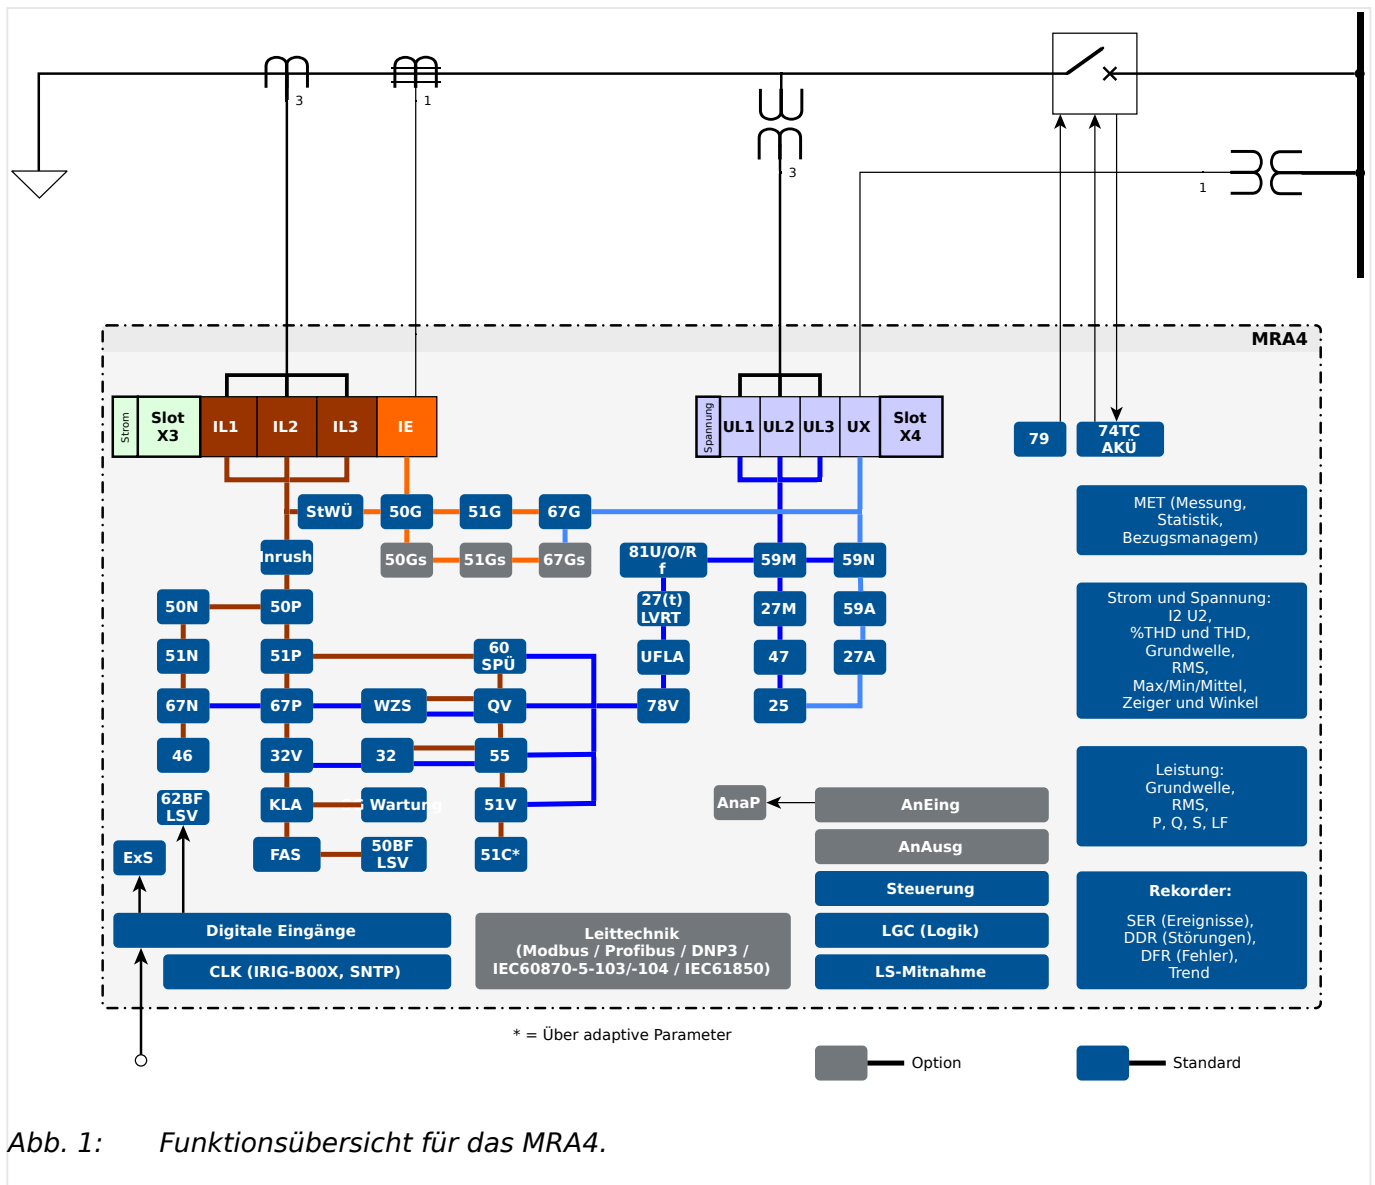 3
1
3
1
MRA4
Strom
Slot
X3
IL1
IL2
IL3
IE
Spannung
UL1
UL2
UL3
UX
Slot
X4
79
74TC
AKÜ
StWÜ
50G
51G
67G
MET (Messung,
Statistik,
Bezugsmanagem)
Inrush
50Gs
51Gs
67Gs
81U/O/R
f
59M
59N
50N
50P
27(t)
LVRT
27M
59A
Strom und Spannung:
I2 U2,
%THD und THD,
Grundwelle,
RMS,
Max/Min/Mittel,
Zeiger und Winkel
51N
51P
60
SPÜ
UFLA
47
27A
67N
67P
WZS
QV
78V
25
46
32V
32
55
Leistung:
Grundwelle,
RMS,
P, Q, S, LF
62BF
LSV
KLA
Wartung
51V
AnaP
AnEing
ExS
FAS
50BF
LSV
51C*
AnAusg
Steuerung
Rekorder:
SER (Ereignisse),
DDR (Störungen),
DFR (Fehler),
Trend
Digitale Eingänge
Leittechnik
(Modbus / Profibus / DNP3 /
IEC60870-5-103/-104 / IEC61850)
LGC (Logik)
CLK (IRIG-B00X, SNTP)
LS-Mitnahme
* = Über adaptive Parameter
Option
Standard
Abb. 1: Funktionsübersicht für das MRA4.